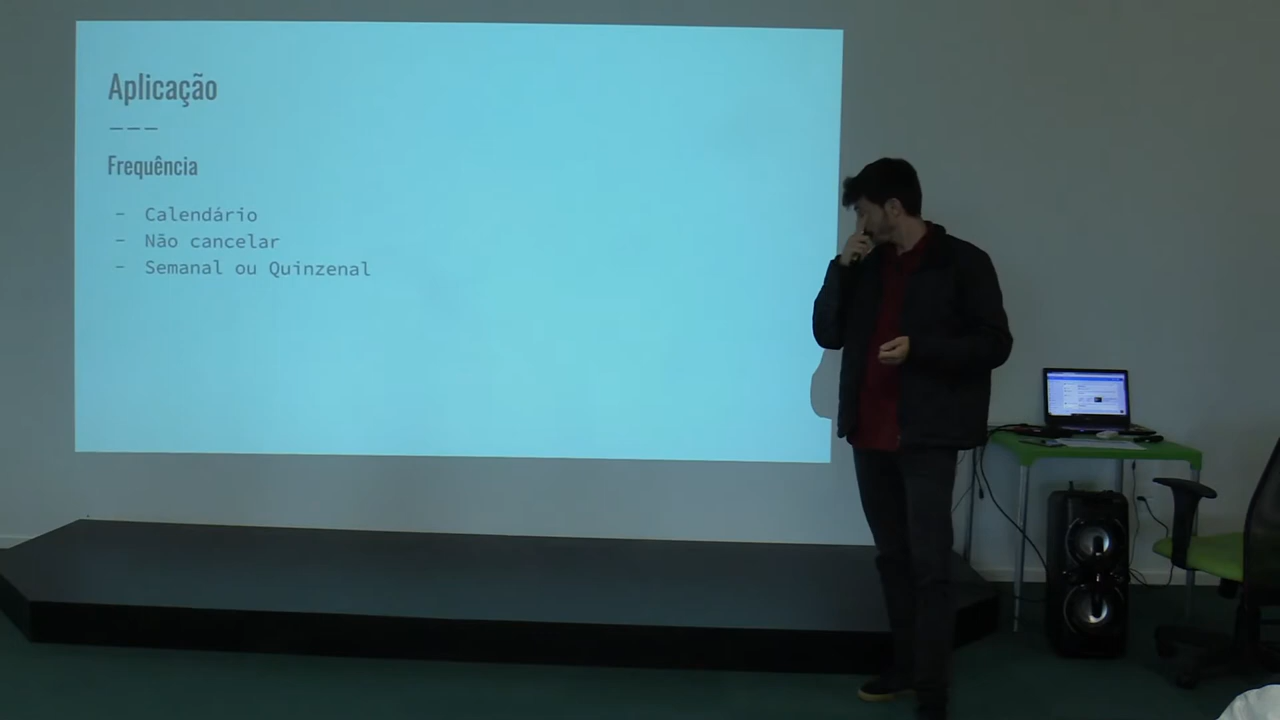 Aplicação
Frequência
- Calendário
- Não cancelar
- Semanal ou Quinzenal